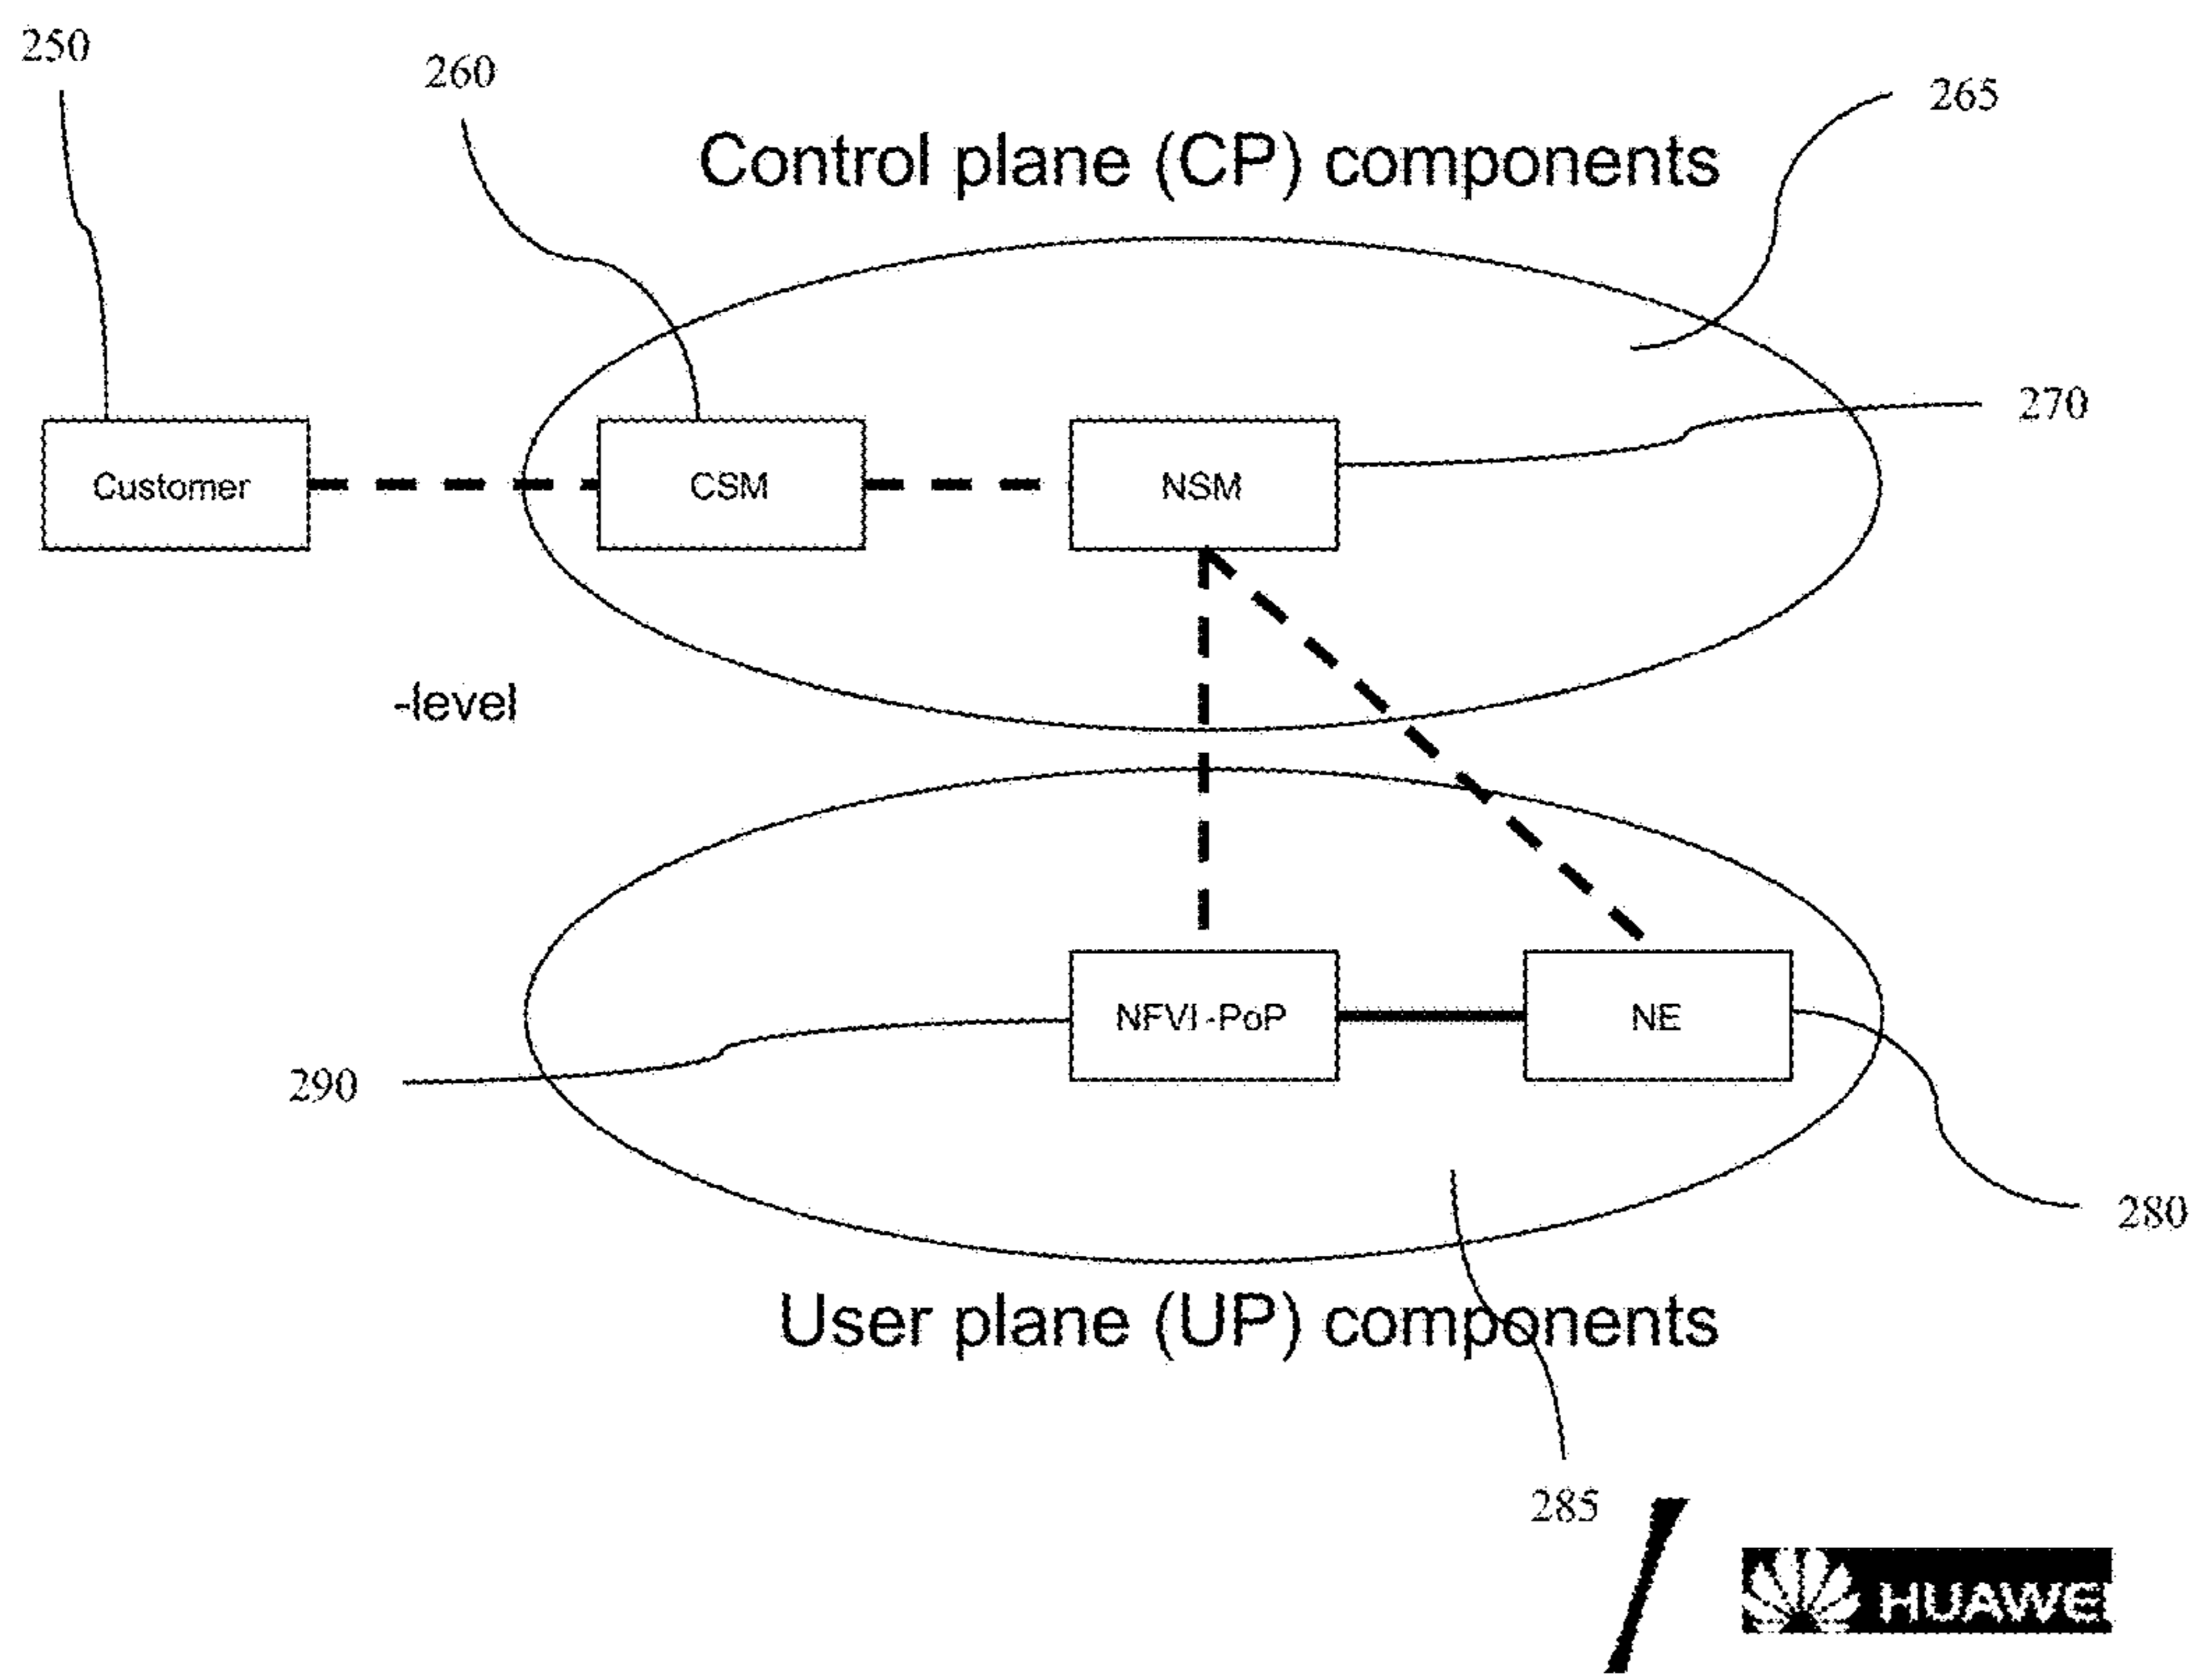 250
260
265
Control plane (CP) components
270
Customer
CSM
NSM
-level
NFVI-PoP
NE
290
280
User plane (UP) components
285
HUAWE